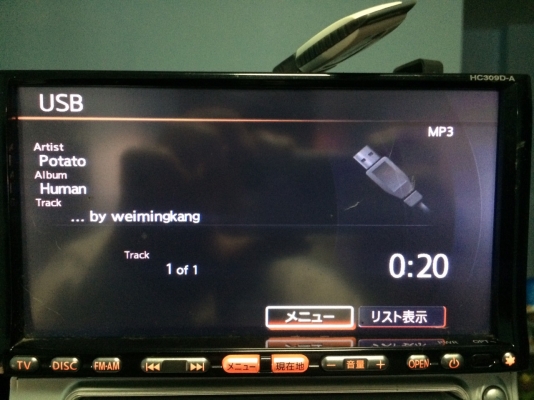 HC309D-A
USB
MP3
Artist
Potato
Album
Human
Track
... by weimingkang
Track
1 of 1
0:20
メニュー
リスト表示
TV
DISC
FM•AM
メニュー
現在地
− 音量 +
OPEN